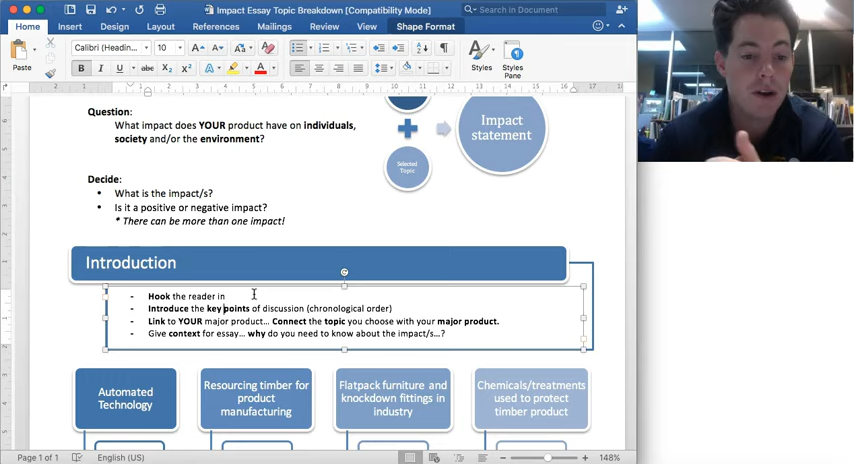 Impact Essay Topic Breakdown [Compatibility Mode]
Search in Document
Home Insert Design Layout References Mailings Review View Shape Format
Paste
Calibri (Headin... 10
B I U abc X₂ X² A A
Styles Styles Pane
Question:
What impact does YOUR product have on individuals,
society and/or the environment?
Impact
statement
Selected
Topic
Decide:
• What is the impact/s?
• Is it a positive or negative impact?
* There can be more than one impact!
Introduction
- Hook the reader in
- Introduce the key points of discussion (chronological order)
- Link to YOUR major product... Connect the topic you choose with your major product.
- Give context for essay... why do you need to know about the impact/s...?
Automated
Technology
Resourcing timber for
product
manufacturing
Flatpack furniture and
knockdown fittings in
industry
Chemicals/treatments
used to protect
timber product
Page 1 of 1 English (US) 148%